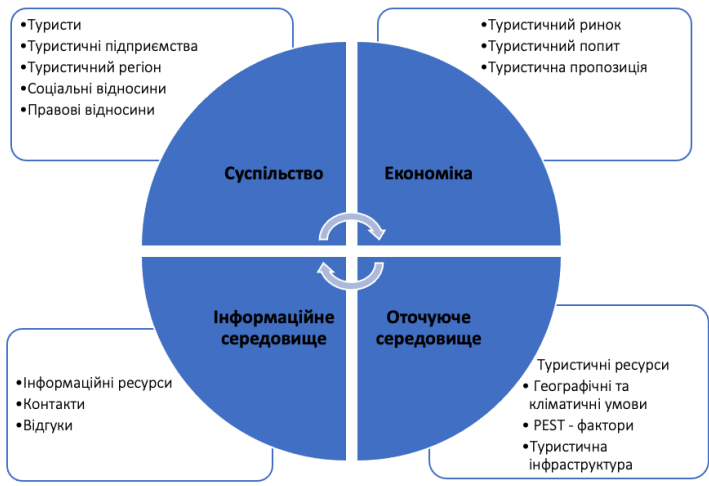 •Туристи
•Туристичні підприємства
•Туристичний регіон
•Соціальні відносини
•Правові відносини
•Туристичний ринок
•Туристичний попит
•Туристична пропозиція
Суспільство
Економіка
Інформаційне
середовище
Оточуюче
середовище
•Інформаційні ресурси
•Контакти
•Відгуки
Туристичні ресурси
• Географічні та
кліматичні умови
• PEST - фактори
•Туристична
інфраструктура